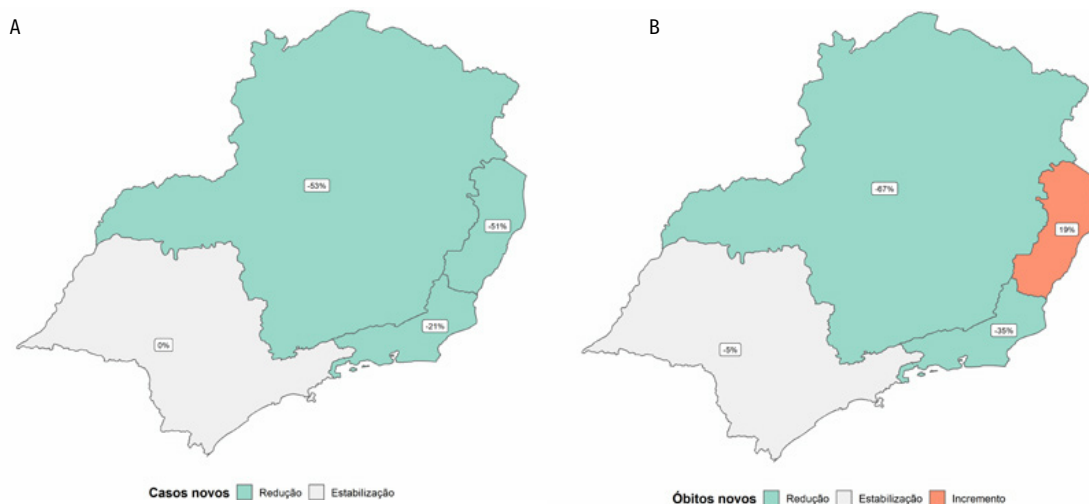 A
B
-53%
-51%
-21%
0%
-67%
19%
-35%
-5%
Casos novos Redução Estabilização
Óbitos novos Redução Estabilização Incremento